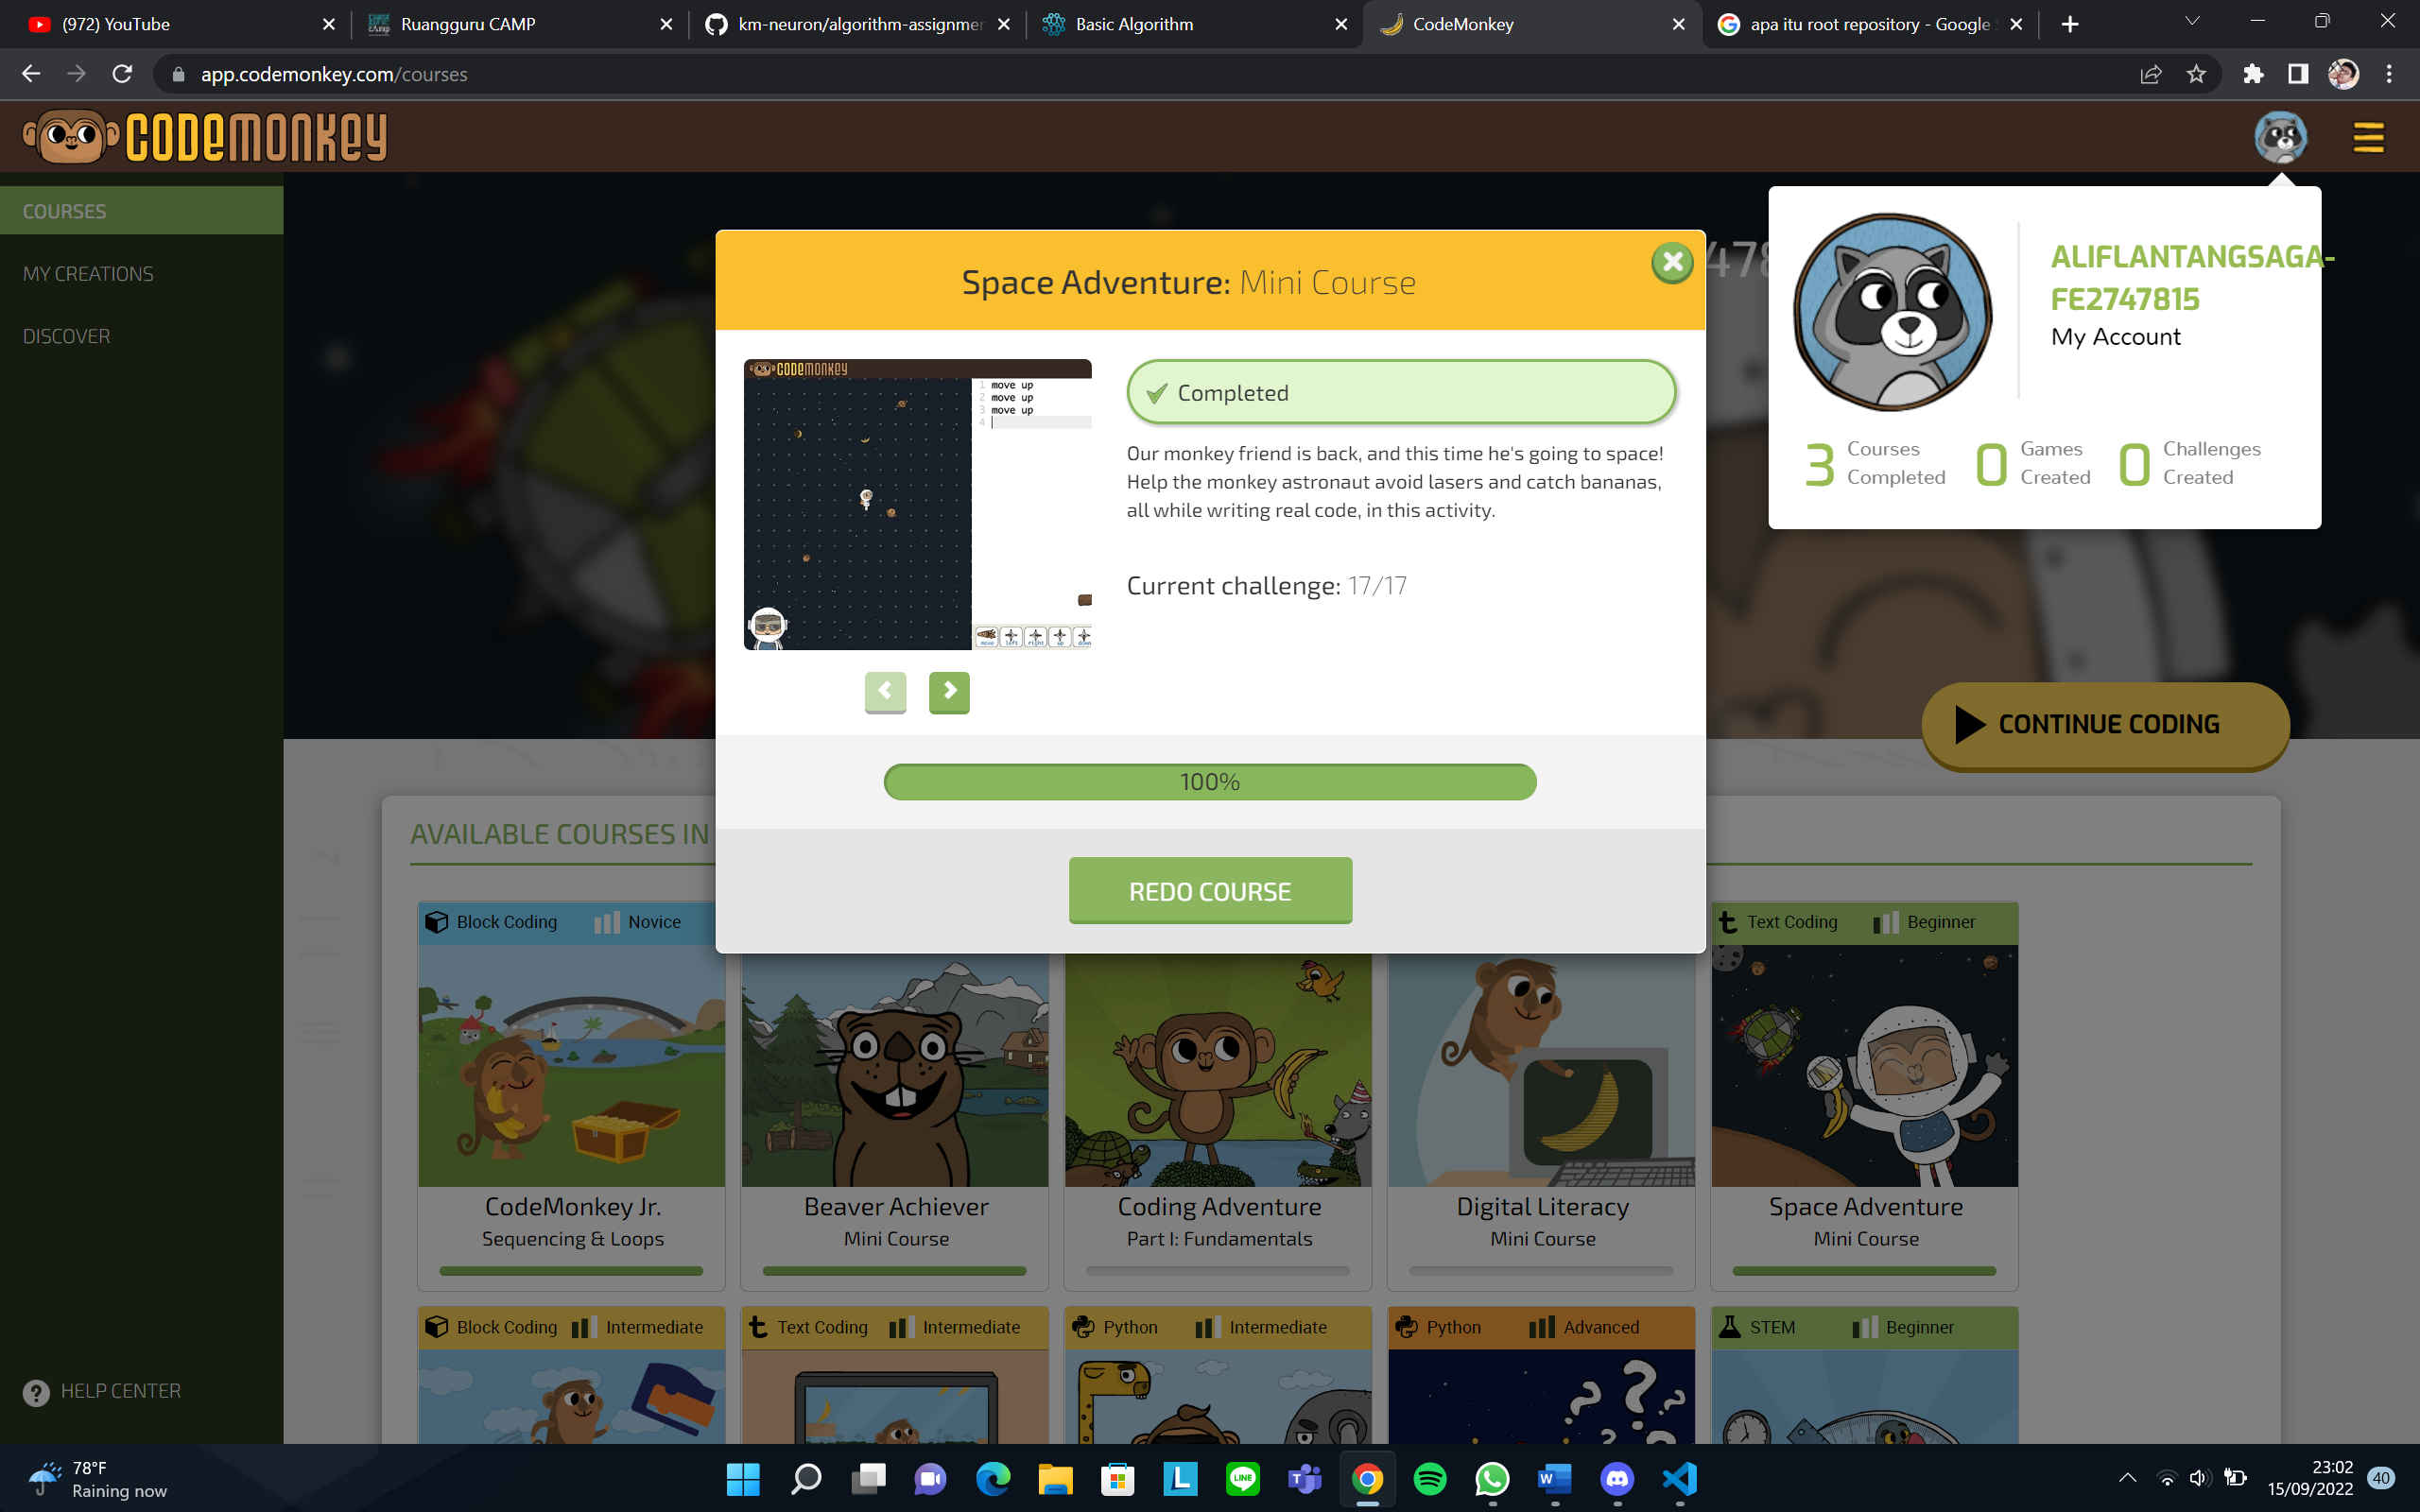 (972) YouTube
Ruangguru CAMP
km-neuron/algorithm-assignmen
Basic Algorithm
CodeMonkey
apa itu root repository - Google
app.codemonkey.com/courses
CODEMONKEY
COURSES
MY CREATIONS
DISCOVER
HELP CENTER
478
ALIFLANTANGSAGA-
FE2747815
My Account
3 Courses Completed
0 Games Created
0 Challenges Created
Space Adventure: Mini Course
CODEMONKEY
1 move up
2 move up
3 move up
4
move left right up down
Completed
Our monkey friend is back, and this time he's going to space!
Help the monkey astronaut avoid lasers and catch bananas,
all while writing real code, in this activity.
Current challenge: 17/17
100%
REDO COURSE
CONTINUE CODING
AVAILABLE COURSES IN
Block Coding Novice
Text Coding Beginner
CodeMonkey Jr.
Sequencing & Loops
Beaver Achiever
Mini Course
Coding Adventure
Part I: Fundamentals
Digital Literacy
Mini Course
Space Adventure
Mini Course
Block Coding Intermediate
Text Coding Intermediate
Python Intermediate
Python Advanced
STEM Beginner
78°F
Raining now
23:02
15/09/2022
40